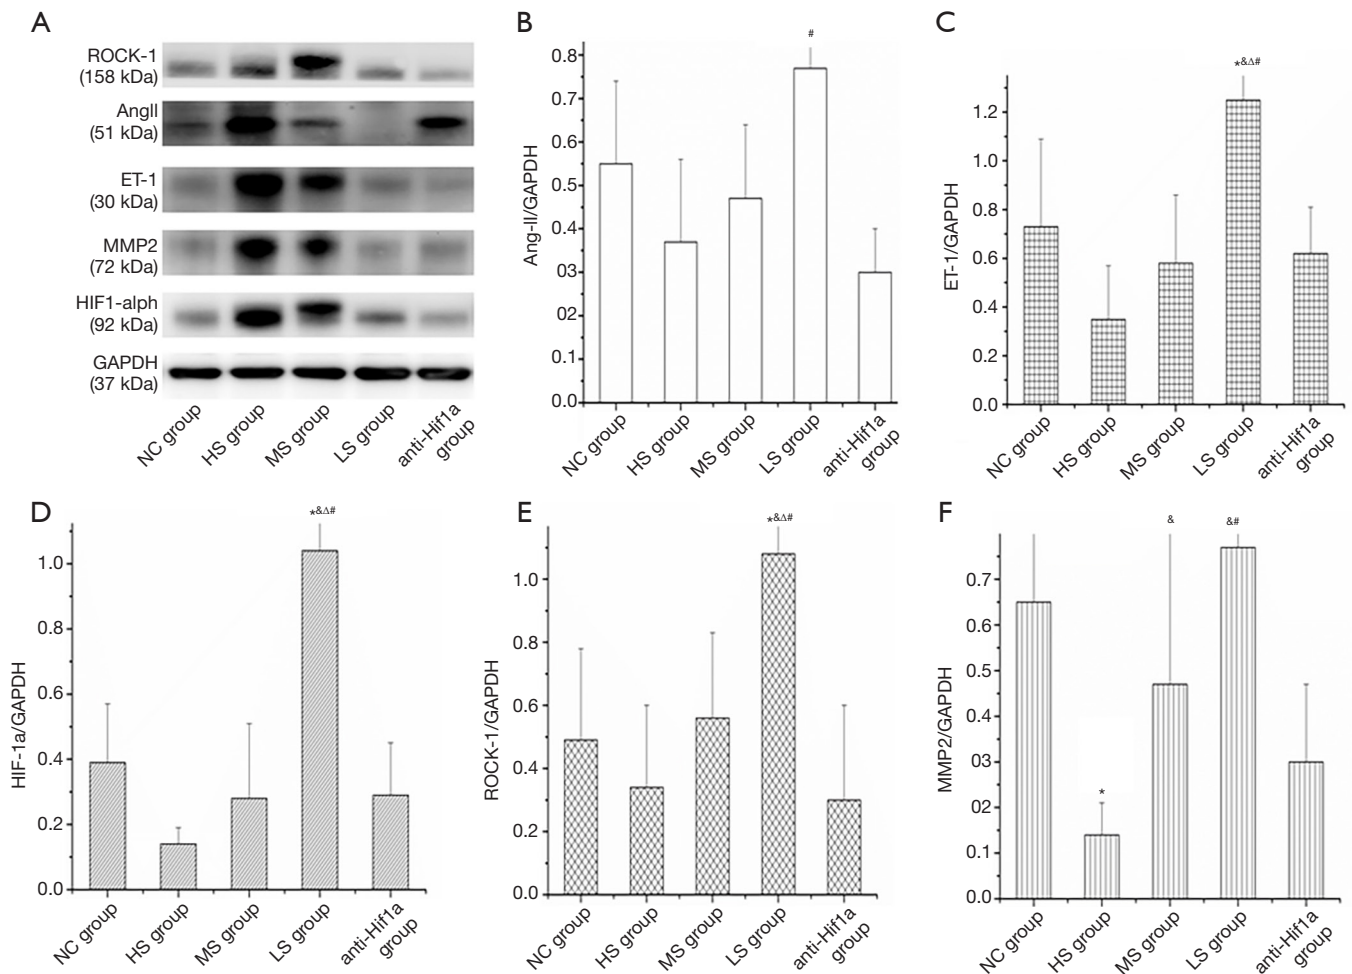 A
ROCK-1
(158 kDa)
AngII
(51 kDa)
ET-1
(30 kDa)
MMP2
(72 kDa)
HIF1-alph
(92 kDa)
GAPDH
(37 kDa)
NC group
HS group
MS group
LS group
anti-Hif1a
group
B
#
Ang-II/GAPDH
0.8
0.7
0.6
0.5
0.4
03
02
0.1
0.0
NC group
HS group
MS group
LS group
anti-Hif1a
group
C
*&Δ#
ET-1/GAPDH
1.2
1.0
0.8
0.6
0.4
0.2
0.0
NC group
HS group
MS group
LS group
anti-Hif1a
group
D
*&Δ#
HIF-1a/GAPDH
1.0
0.8
0.6
0.4
0.2
0.0
NC group
HS group
MS group
LS group
anti-Hif1a
group
E
*&Δ#
ROCK-1/GAPDH
1.0
0.8
0.6
0.4
0.2
0.0
NC group
HS group
MS group
LS group
anti-Hif1a
group
F
&
&#
*
MMP2/GAPDH
0.7
0.6
0.5
0.4
03
02
0.1
0.0
NC group
HS group
MS group
LS group
anti-Hif1a
group